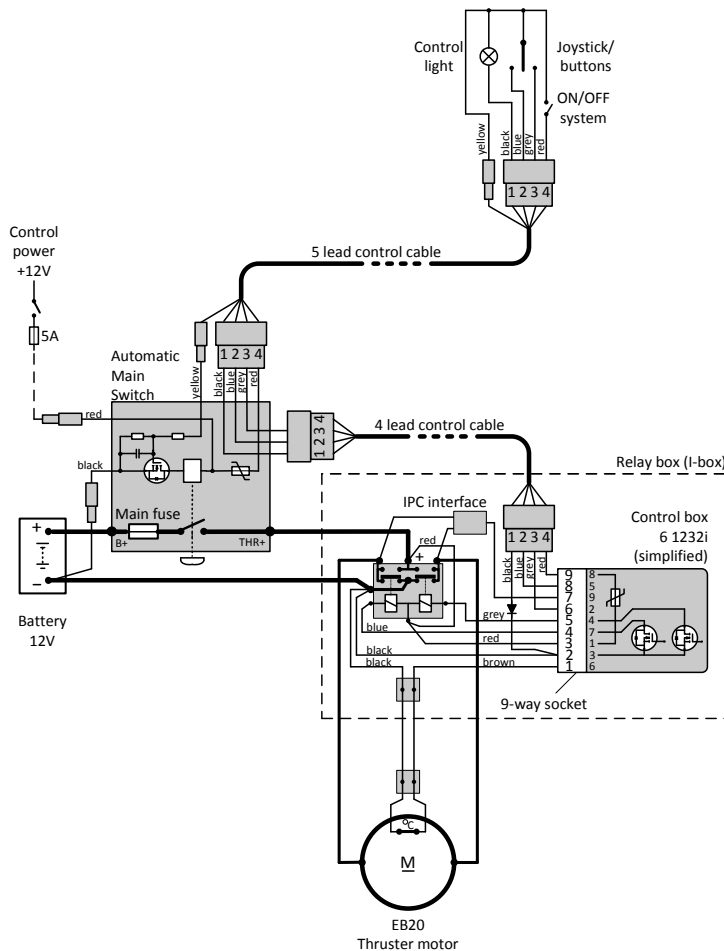 Control
light
Joystick/
buttons
ON/OFF
system
yellow
black
blue
grey
red
1 2 3 4
5 lead control cable
Control
power
+12V
5A
Automatic
Main
Switch
yellow
1 2 3 4
black
blue
grey
red
red
black
1 2 3 4
4 lead control cable
Relay box (I-box)
Main fuse
B+
THR+
+
−
Battery
12V
IPC interface
red
+
1 2 3 4
black
blue
grey
red
Control box
6 1232i
(simplified)
9 8
8 5
7 9
6 2
5 4
4 7
3 1
2 3
1 6
grey
blue
red
black
black
brown
9-way socket
°C
M
EB20
Thruster motor